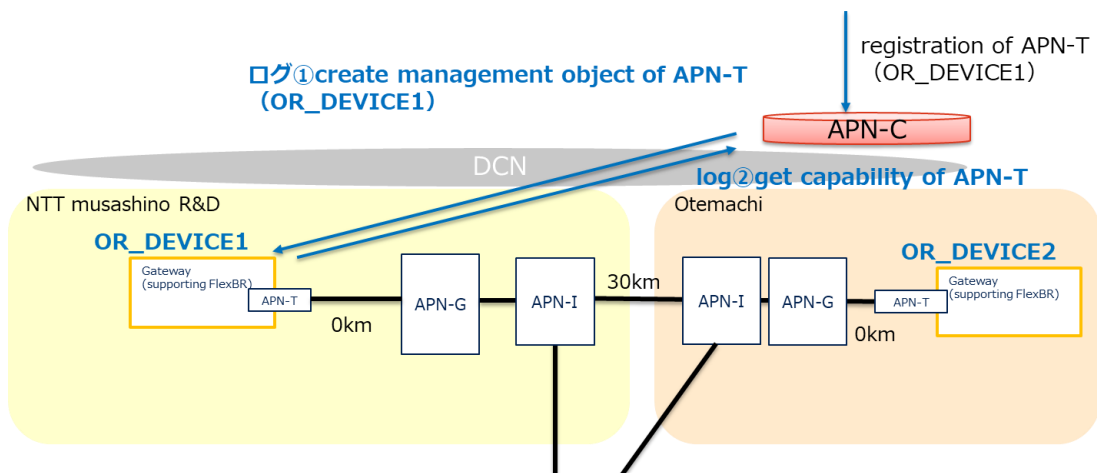 registration of APN-T
（OR_DEVICE1）
ログ①create management object of APN-T
（OR_DEVICE1）
APN-C
DCN
log②get capability of APN-T
NTT musashino R&D
Otemachi
OR_DEVICE1
OR_DEVICE2
Gateway
(supporting FlexBR)
APN-T
0km
APN-G
APN-I
30km
APN-I
APN-G
0km
APN-T
Gateway
(supporting FlexBR)